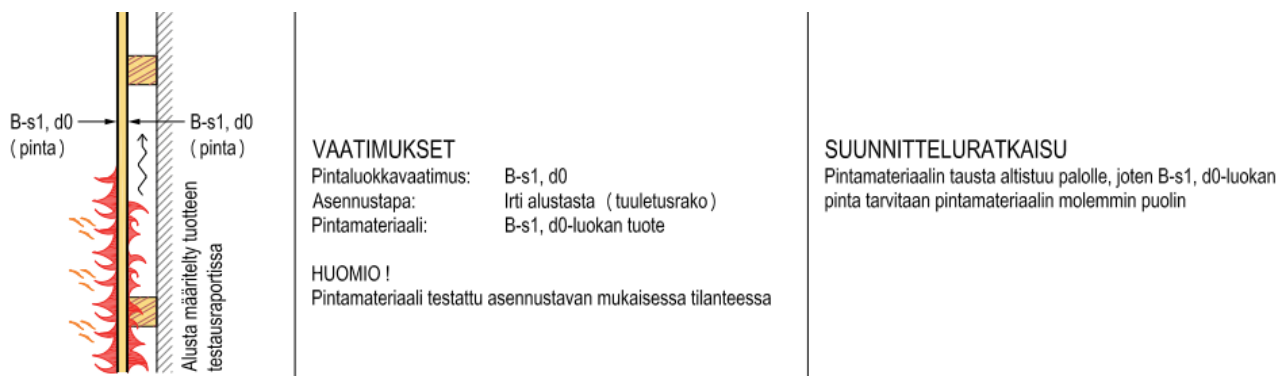 B-s1, d0
(pinta)
B-s1, d0
(pinta)
Alusta määritelty tuotteen
testausraportissa
VAATIMUKSET
Pintaluokkavaatimus: B-s1, d0
Asennustapa: Irti alustasta (tuuletusrako)
Pintamateriaali: B-s1, d0-luokan tuote
HUOMIO !
Pintamateriaali testattu asennustavan mukaisessa tilanteessa
SUUNNITTELURATKAISU
Pintamateriaalin tausta altistuu palolle, joten B-s1, d0-luokan
pinta tarvitaan pintamateriaalin molemmin puolin